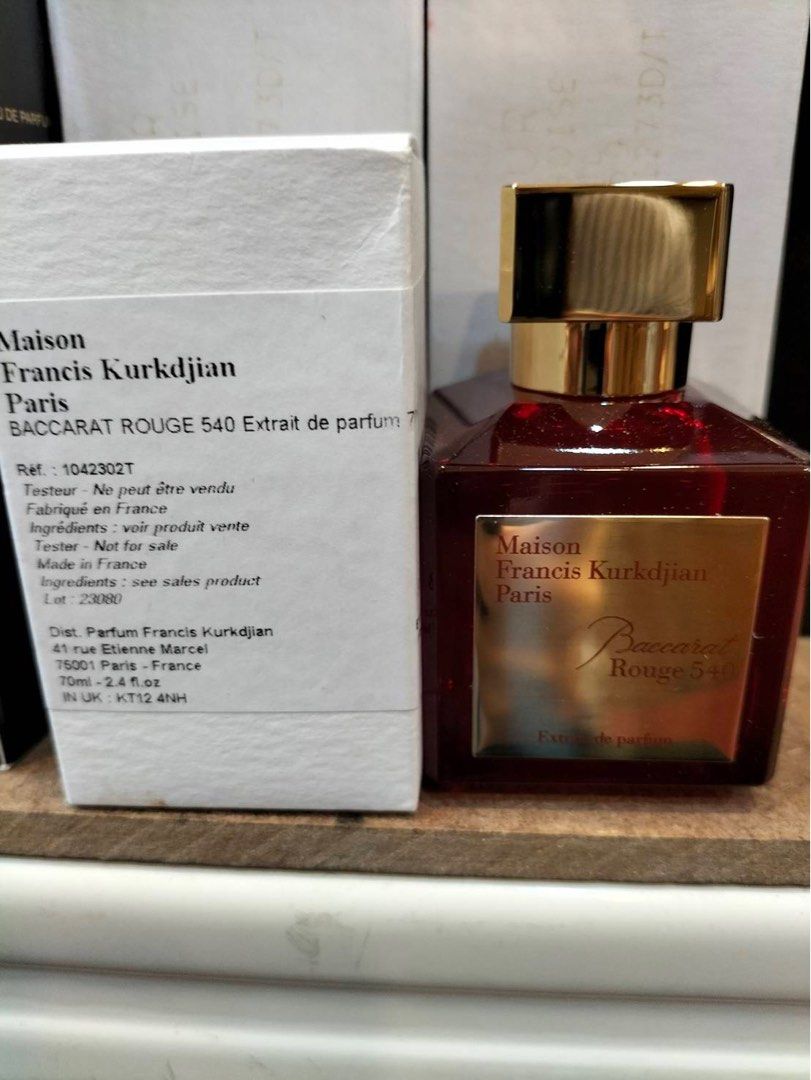 D DE PARFU
Maison
Francis Kurkdjian
Paris
BACCARAT ROUGE 540 Extrait de parfum 7
Réf. : 1042302T
Testeur - Ne peut être vendu
Fabriqué en France
Ingrédients : voir produit vente
Tester - Not for sale
Made in France
Ingredients : see sales product
Lot : 23080
Dist. Parfum Francis Kurkdjian
41 rue Etienne Marcel
75001 Paris - France
70ml - 2.4 fl.oz
IN UK : KT12 4NH
Maison
Francis Kurkdjian
Paris
Baccarat
Rouge 540
Extrait de parfum